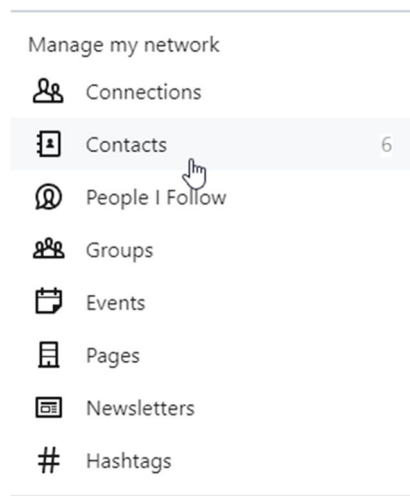 Manage my network
Connections
Contacts 6
People I Follow
Groups
Events
Pages
Newsletters
# Hashtags